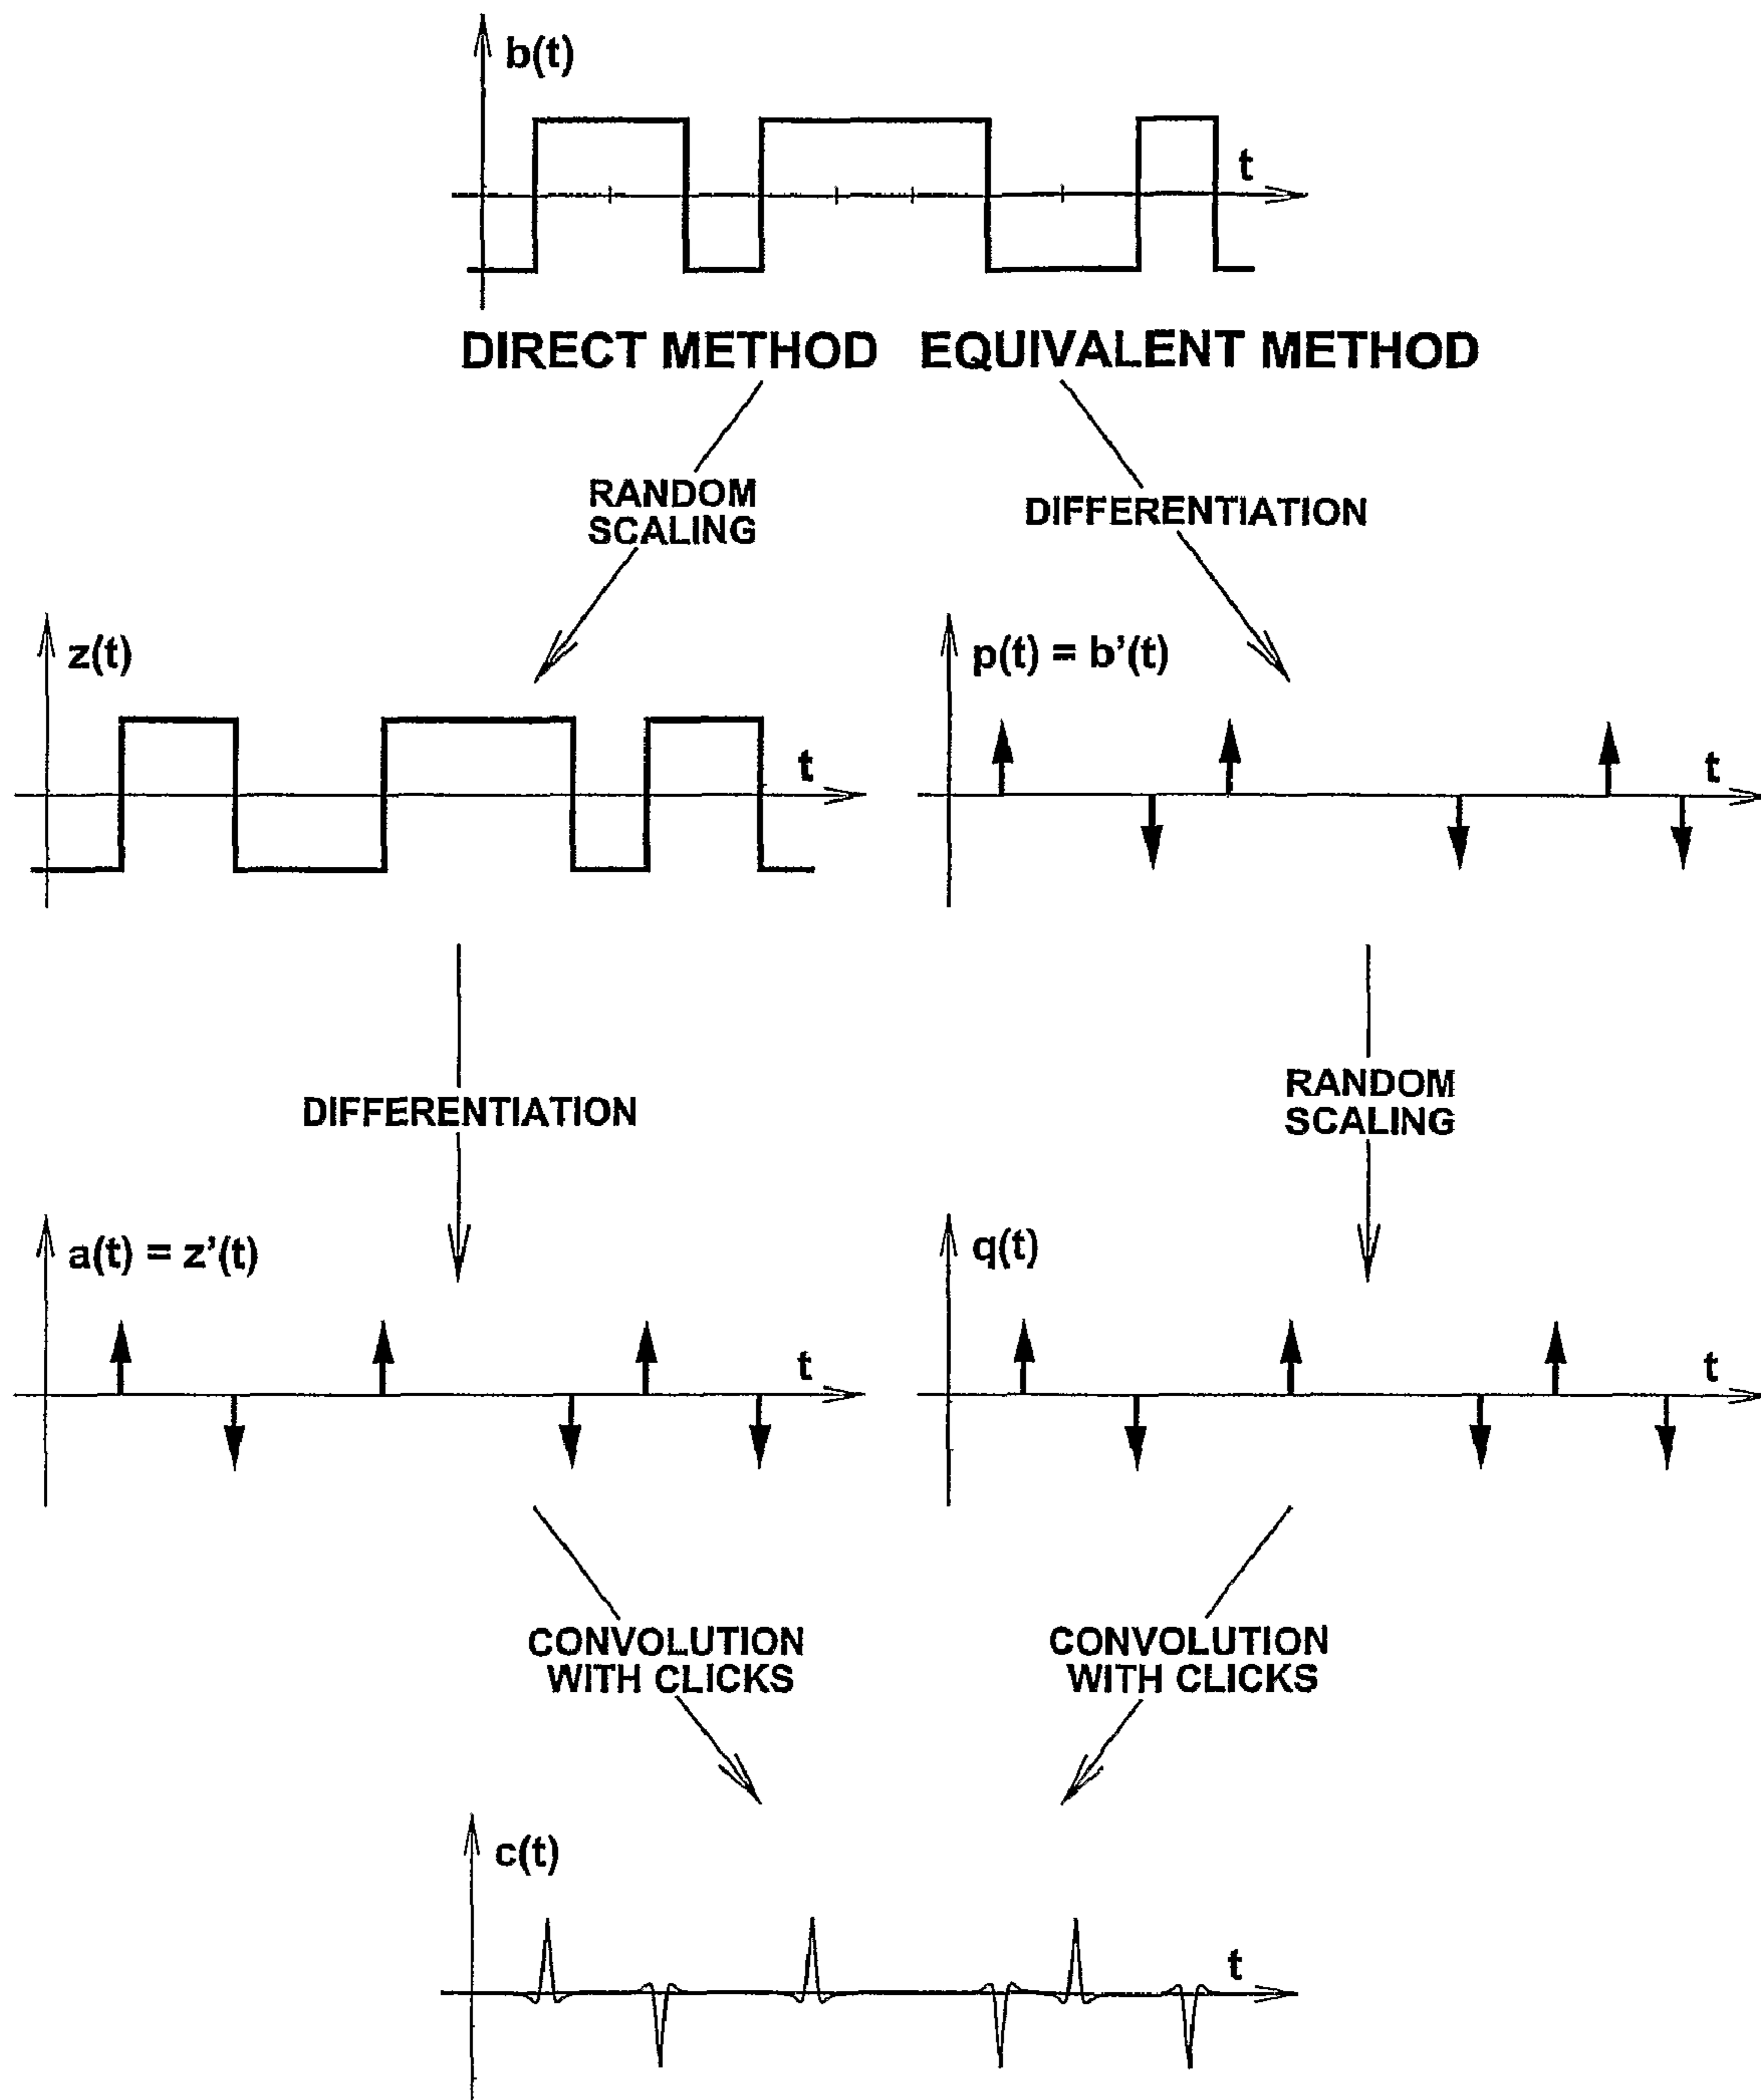 b(t)
t
DIRECT METHOD EQUIVALENT METHOD
RANDOM
SCALING
DIFFERENTIATION
z(t)
t
p(t) = b'(t)
t
DIFFERENTIATION
RANDOM
SCALING
a(t) = z'(t)
t
q(t)
t
CONVOLUTION
WITH CLICKS
CONVOLUTION
WITH CLICKS
c(t)
t